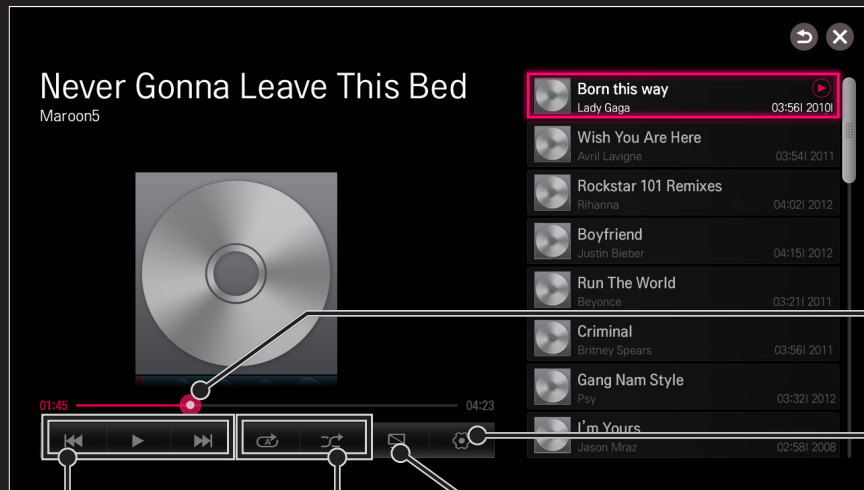 Never Gonna Leave This Bed
Maroon5
01:45
04:23
A
Born this way
Lady Gaga
03:56| 2010|
Wish You Are Here
Avril Lavigne
03:54| 2011
Rockstar 101 Remixes
Rihanna
04:02| 2012
Boyfriend
Justin Bieber
04:15| 2012
Run The World
Beyonce
03:21| 2011
Criminal
Britney Spears
03:56| 2011
Gang Nam Style
Psy
03:32| 2012
I'm Yours
Jason Mraz
02:58| 2008